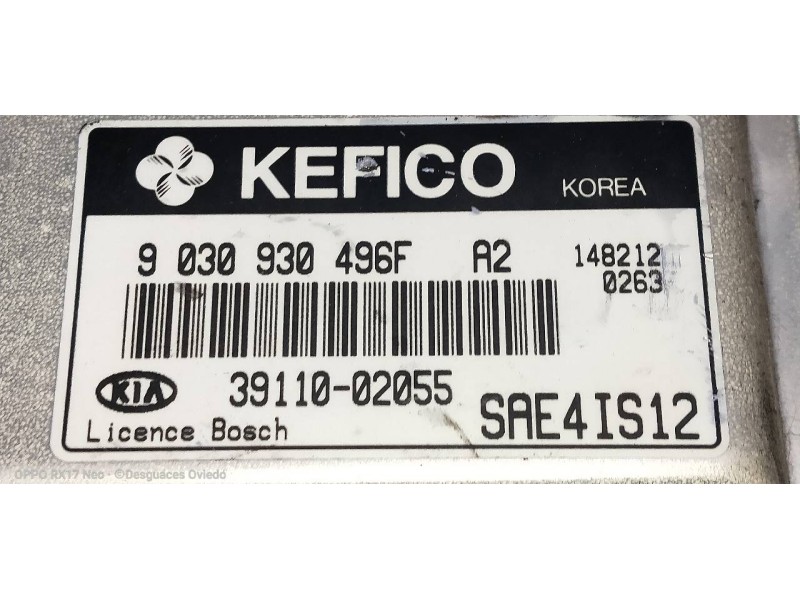 KEFICO KOREA
9 030 930 496F A2 148212
0263
KIA 39110-02055 SAE4IS12
Licence Bosch
OPPO RX17 Neo · ©Desguáces Oviedo